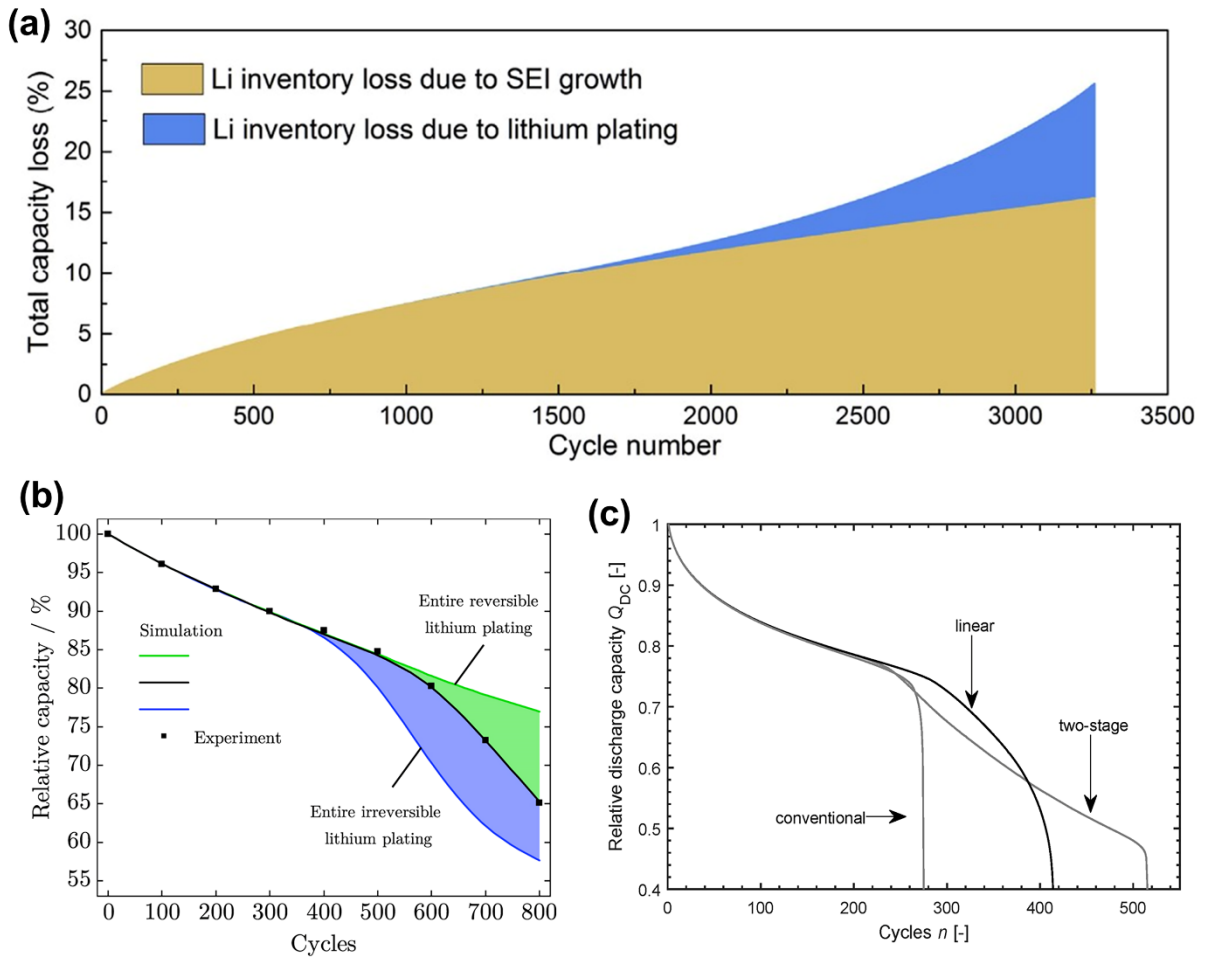 (a)
Total capacity loss (%)
30
25
20
15
10
5
0
Li inventory loss due to SEI growth
Li inventory loss due to lithium plating
0 500 1000 1500 2000 2500 3000 3500
Cycle number
(b)
Relative capacity / %
100
95
90
85
80
75
70
65
60
55
Simulation
Experiment
Entire reversible
lithium plating
Entire irreversible
lithium plating
0 100 200 300 400 500 600 700 800
Cycles
(c)
Relative discharge capacity QDC [-]
1
0.9
0.8
0.7
0.6
0.5
0.4
linear
two-stage
conventional
0 100 200 300 400 500
Cycles n [-]